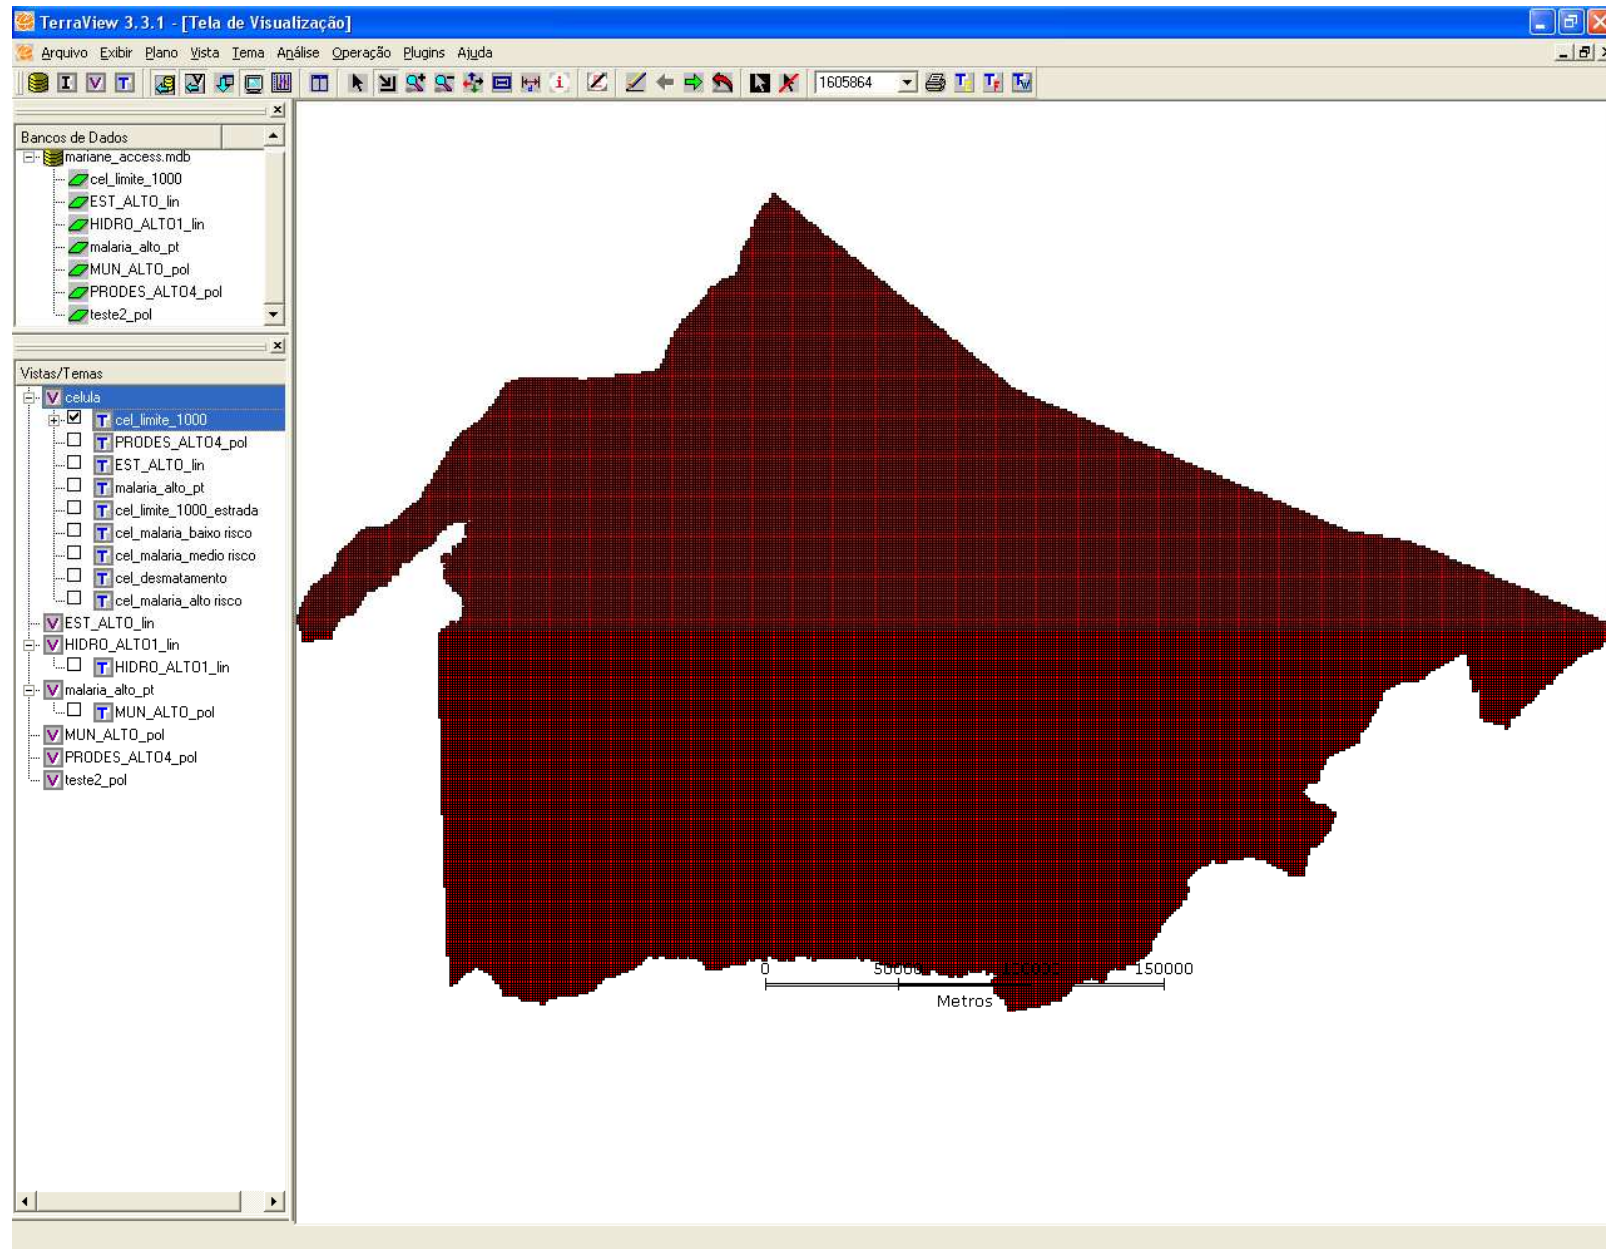 TerraView 3.3.1 - [Tela de Visualização]
Arquivo Exibir Plano Vista Tema Análise Operação Plugins Ajuda
1605864
Bancos de Dados
mariane_access.mdb
cel_limite_1000
EST_ALTO_lin
HIDRO_ALTO1_lin
malaria_alto_pt
MUN_ALTO_pol
PRODES_ALTO4_pol
teste2_pol
Vistas/Temas
celula
cel_limite_1000
PRODES_ALTO4_pol
EST_ALTO_lin
malaria_alto_pt
cel_limite_1000_estrada
cel_malaria_baixo risco
cel_malaria_medio risco
cel_desmatamento
cel_malaria_alto risco
EST_ALTO_lin
HIDRO_ALTO1_lin
HIDRO_ALTO1_lin
malaria_alto_pt
MUN_ALTO_pol
MUN_ALTO_pol
PRODES_ALTO4_pol
teste2_pol
0 50000 100000 150000
Metros